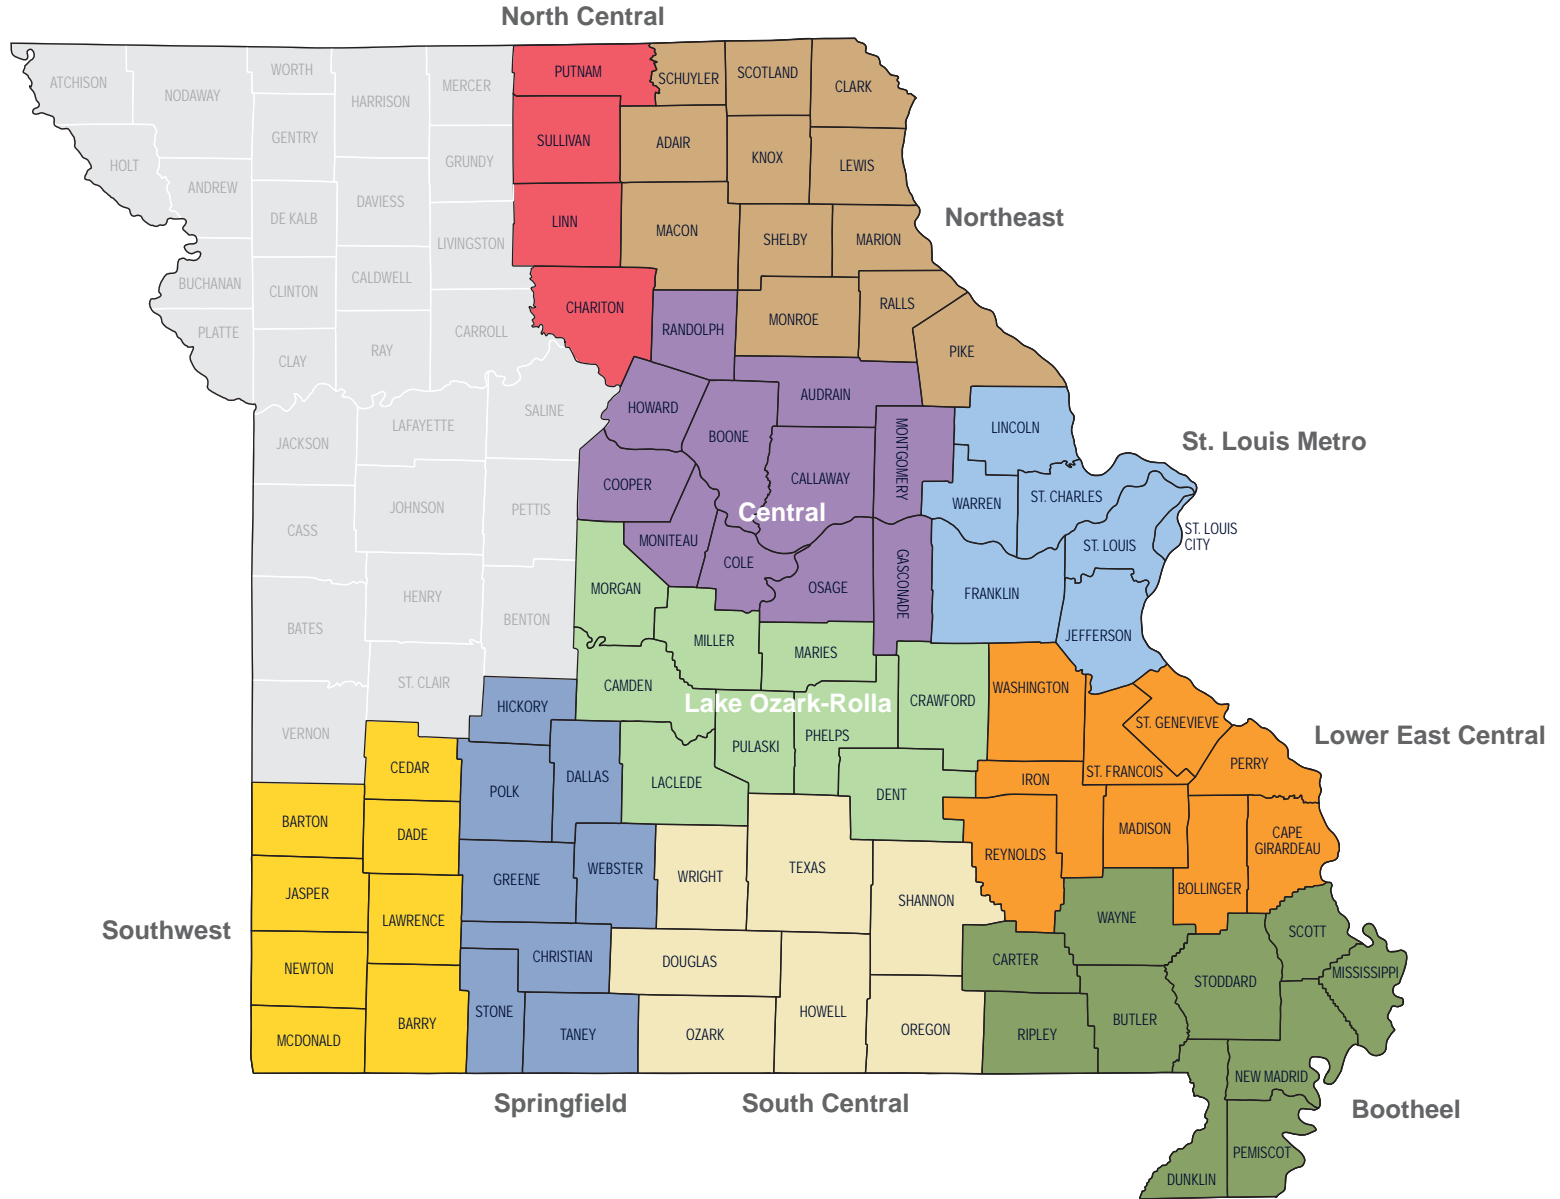 North Central
ATCHISON
NODAWAY
WORTH
HARRISON
MERCER
PUTNAM
SCHUYLER
SCOTLAND
CLARK
HOLT
ANDREW
GENTRY
DE KALB
DAVIESS
GRUNDY
LIVINGSTON
SULLIVAN
ADAIR
KNOX
LEWIS
LINN
MACON
SHELBY
MARION
Northeast
BUCHANAN
CLINTON
CALDWELL
CARROLL
CHARITON
RANDOLPH
MONROE
RALLS
PIKE
PLATTE
CLAY
RAY
SALINE
HOWARD
BOONE
AUDRAIN
MONTGOMERY
LINCOLN
St. Louis Metro
JACKSON
LAFAYETTE
JOHNSON
PETTIS
COOPER
CALLAWAY
WARREN
ST. CHARLES
Central
CASS
MONITEAU
COLE
OSAGE
GASCONADE
FRANKLIN
ST. LOUIS
ST. LOUIS
CITY
JEFFERSON
BATES
HENRY
BENTON
MORGAN
MILLER
MARIES
ST. CLAIR
CAMDEN
CRAWFORD
WASHINGTON
Lake Ozark-Rolla
VERNON
HICKORY
PULASKI
PHELPS
ST. GENEVIEVE
Lower East Central
CEDAR
POLK
DALLAS
LACLEDE
DENT
IRON
ST. FRANCOIS
PERRY
BARTON
DADE
GREENE
WEBSTER
WRIGHT
TEXAS
SHANNON
REYNOLDS
MADISON
BOLLINGER
CAPE
GIRARDEAU
JASPER
LAWRENCE
Southwest
NEWTON
CHRISTIAN
DOUGLAS
CARTER
WAYNE
STODDARD
SCOTT
MISSISSIPPI
MCDONALD
BARRY
STONE
TANEY
OZARK
HOWELL
OREGON
RIPLEY
BUTLER
NEW MADRID
Springfield
South Central
Bootheel
DUNKLIN
PEMISCOT